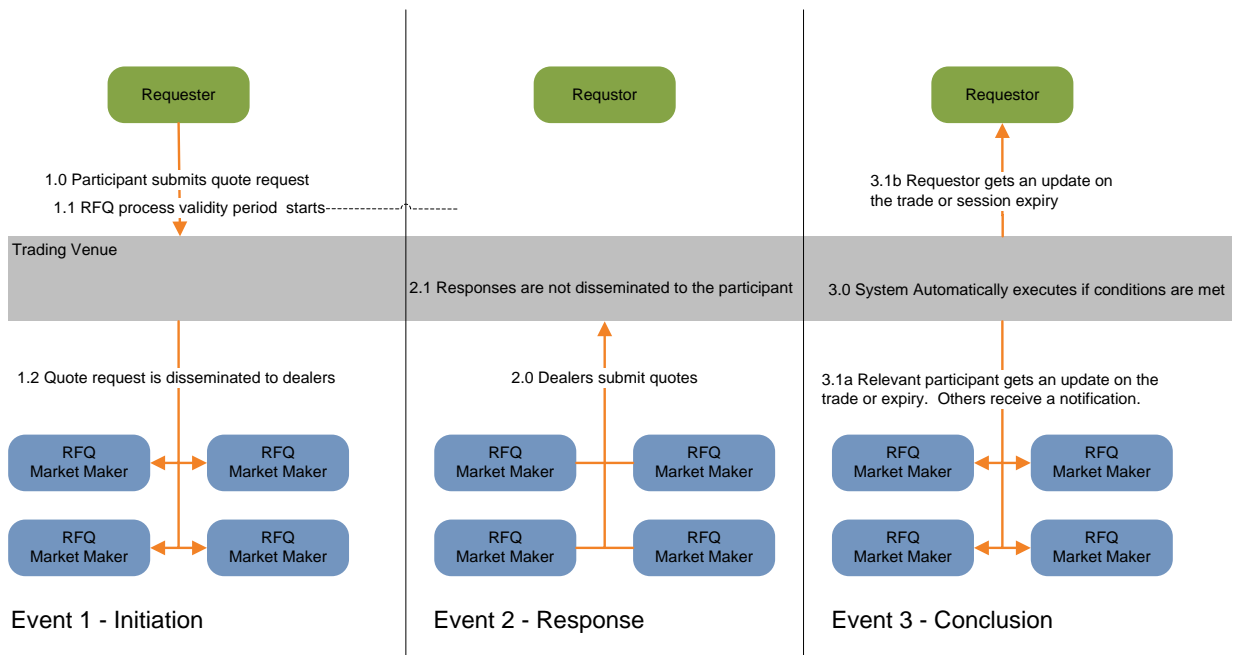 Requester
1.0 Participant submits quote request
1.1 RFQ process validity period  starts
Trading Venue
1.2 Quote request is disseminated to dealers
RFQ
Market Maker
RFQ
Market Maker
RFQ
Market Maker
RFQ
Market Maker
Event 1 - Initiation
Requstor
2.1 Responses are not disseminated to the participant
2.0 Dealers submit quotes
RFQ
Market Maker
RFQ
Market Maker
RFQ
Market Maker
RFQ
Market Maker
Event 2 - Response
Requestor
3.1b Requestor gets an update on
the trade or session expiry
3.0 System Automatically executes if conditions are met
3.1a Relevant participant gets an update on the
trade or expiry.  Others receive a notification.
RFQ
Market Maker
RFQ
Market Maker
RFQ
Market Maker
RFQ
Market Maker
Event 3 - Conclusion